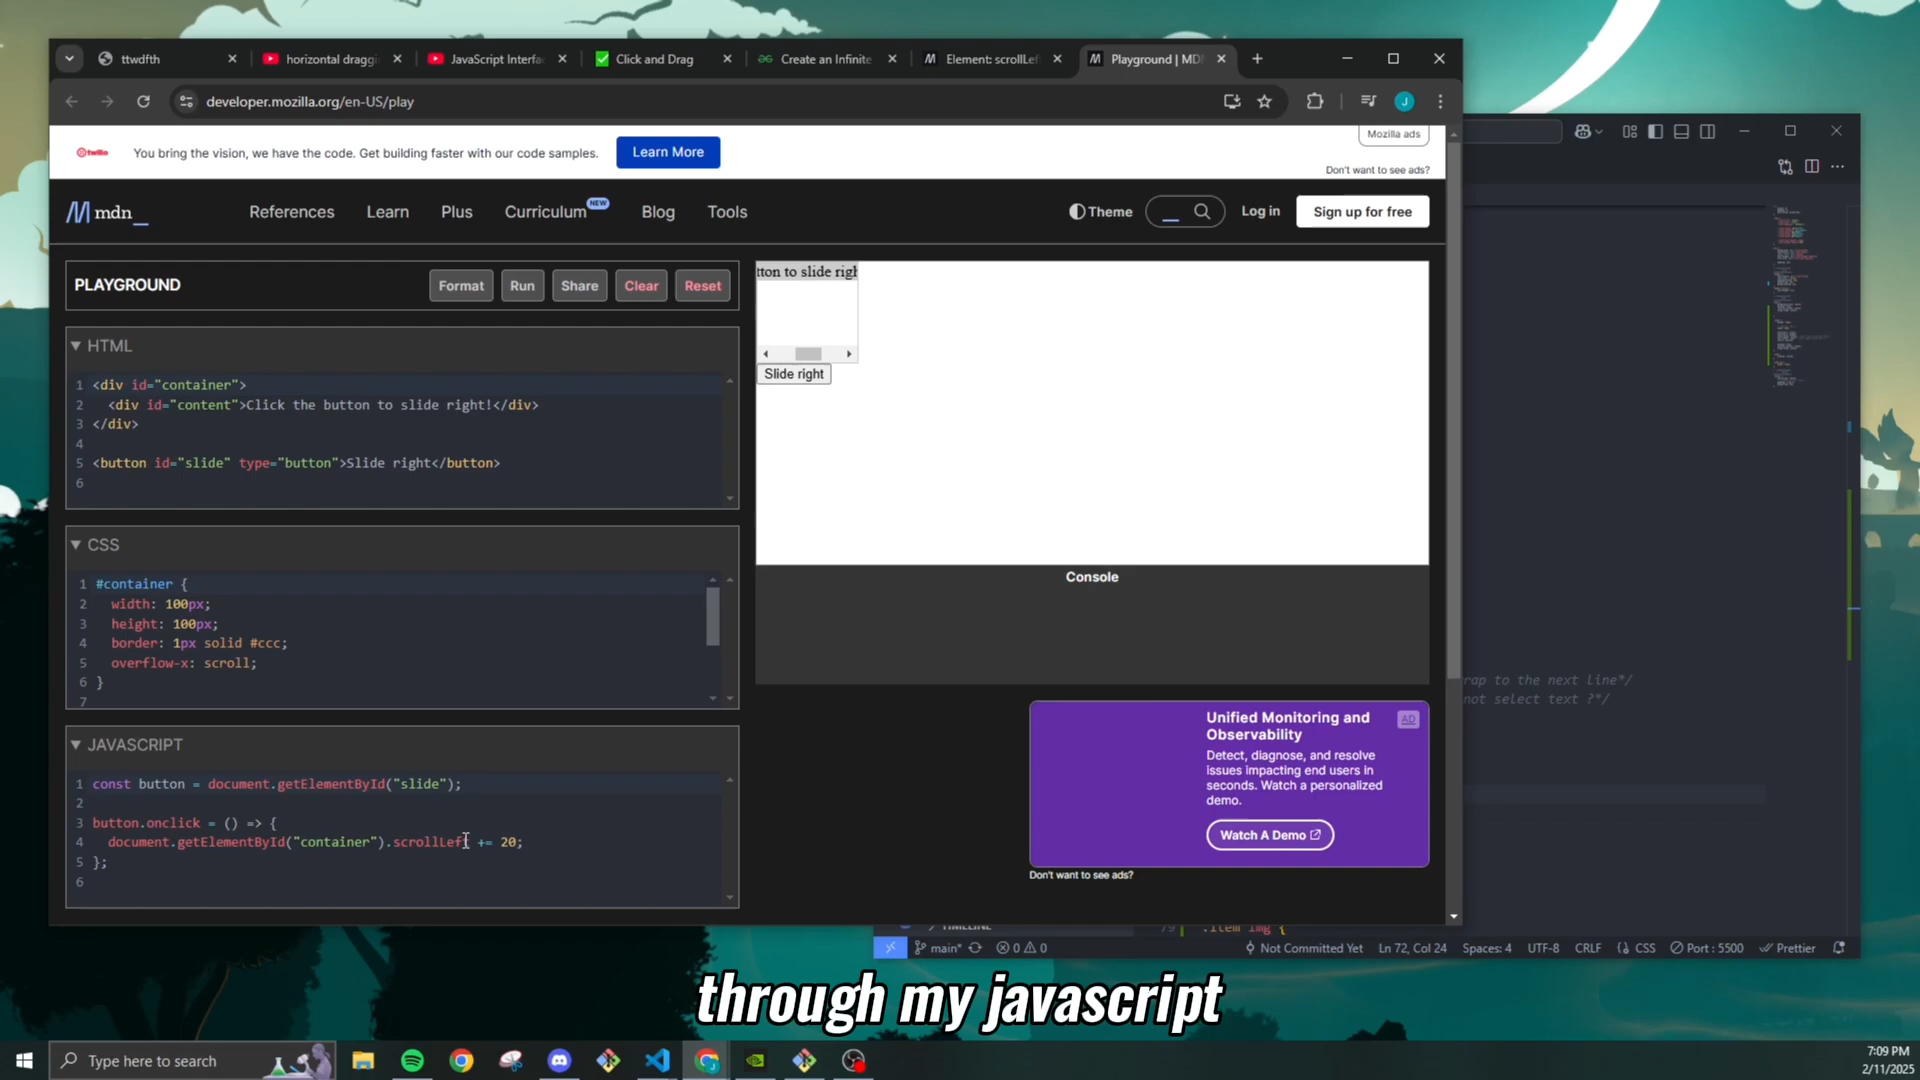 ttwdfth
horizontal draggi
JavaScript Interfa
Click and Drag
Create an Infinite
Element: scrollLef
Playground | MD
developer.mozilla.org/en-US/play
J
Mozilla ads
twilio
You bring the vision, we have the code. Get building faster with our code samples.
Learn More
Don't want to see ads?
mdn_
References
Learn
Plus
Curriculum
NEW
Blog
Tools
Theme
Log in
Sign up for free
PLAYGROUND
Format
Run
Share
Clear
Reset
HTML
1 <div id="container">
2 <div id="content">Click the button to slide right!</div>
3 </div>
4
5 <button id="slide" type="button">Slide right</button>
6
CSS
1 #container {
2 width: 100px;
3 height: 100px;
4 border: 1px solid #ccc;
5 overflow-x: scroll;
6 }
7
JAVASCRIPT
1 const button = document.getElementById("slide");
2
3 button.onclick = () => {
4 document.getElementById("container").scrollLeft += 20;
5 };
6
tton to slide righ
Slide right
Console
Unified Monitoring and
Observability
AD
Detect, diagnose, and resolve
issues impacting end users in
seconds. Watch a personalized
demo.
Watch A Demo
Don't want to see ads?
rap to the next line*/
not select text ?*/
TIMELINE
79 .item img {
main*
0
0
Not Committed Yet
Ln 72, Col 24
Spaces: 4
UTF-8
CRLF
CSS
Port : 5500
Prettier
through my javascript
Type here to search
7:09 PM
2/11/2025